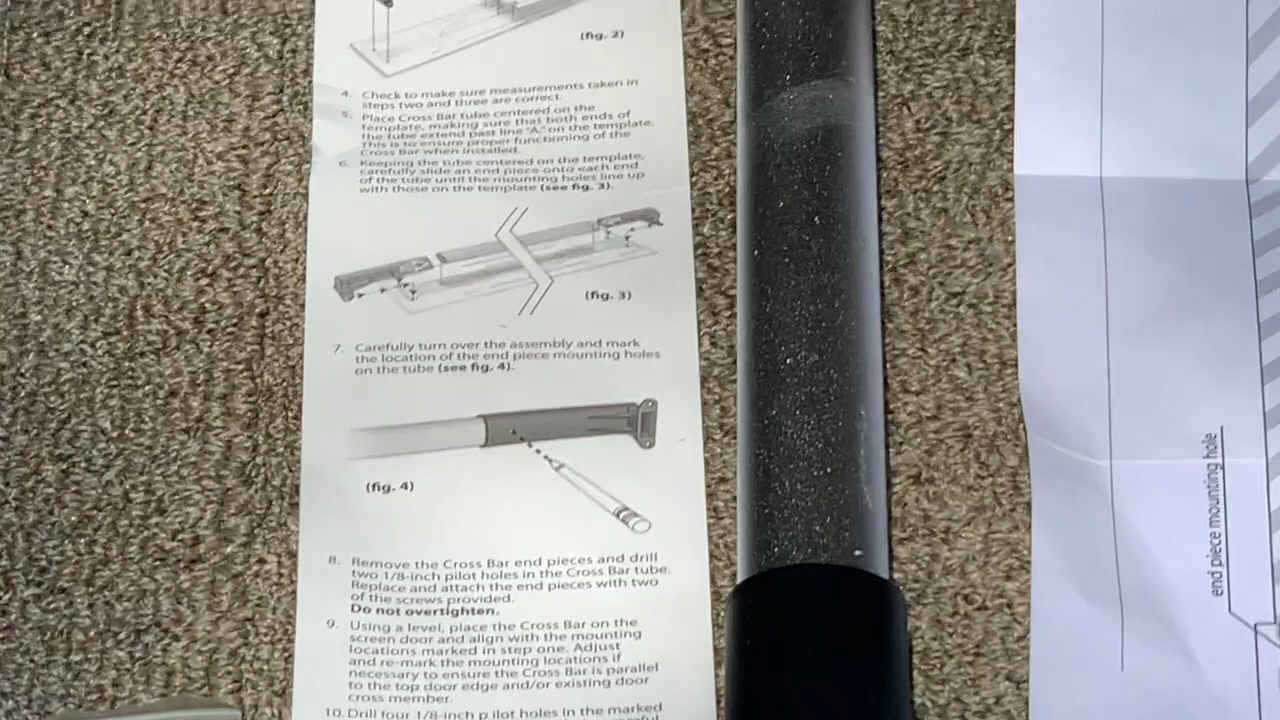 (fig. 2)
4. Check to make sure measurements taken in
steps two and three are correct.
5. Place Cross Bar tube centered on the
template, making sure that both ends of
the tube extend past line "A," on the template.
This is to ensure proper functioning of the
Cross Bar when installed.
6. Keeping the tube centered on the template,
carefully slide an end piece onto each end
of the tube until the mounting holes line up
with those on the template (see fig. 3).
(fig. 3)
7. Carefully turn over the assembly and mark
the location of the end piece mounting holes
on the tube (see fig. 4).
(fig. 4)
8. Remove the Cross Bar end pieces and drill
two 1/8-inch pilot holes in the Cross Bar tube.
Replace and attach the end pieces with two
of the screws provided.
Do not overtighten.
9. Using a level, place the Cross Bar on the
screen door and align with the mounting
locations marked in step one. Adjust
and re-mark the mounting locations if
necessary to ensure the Cross Bar is parallel
to the top door edge and/or existing door
cross member.
10. Drill four 1/8-inch p ilot holes in the marked
end piece mounting hole